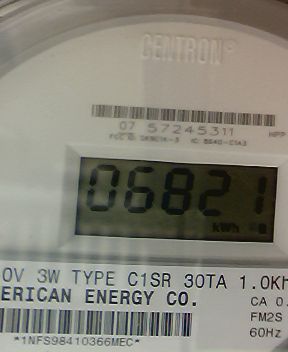 CENTRON®
07 57245311
HPP
06821
kWh
0V 3W TYPE C1SR 30TA 1.0Kh
ERICAN ENERGY CO.
CA 0.
FM2S
60Hz
*1NFS98410366MEC*